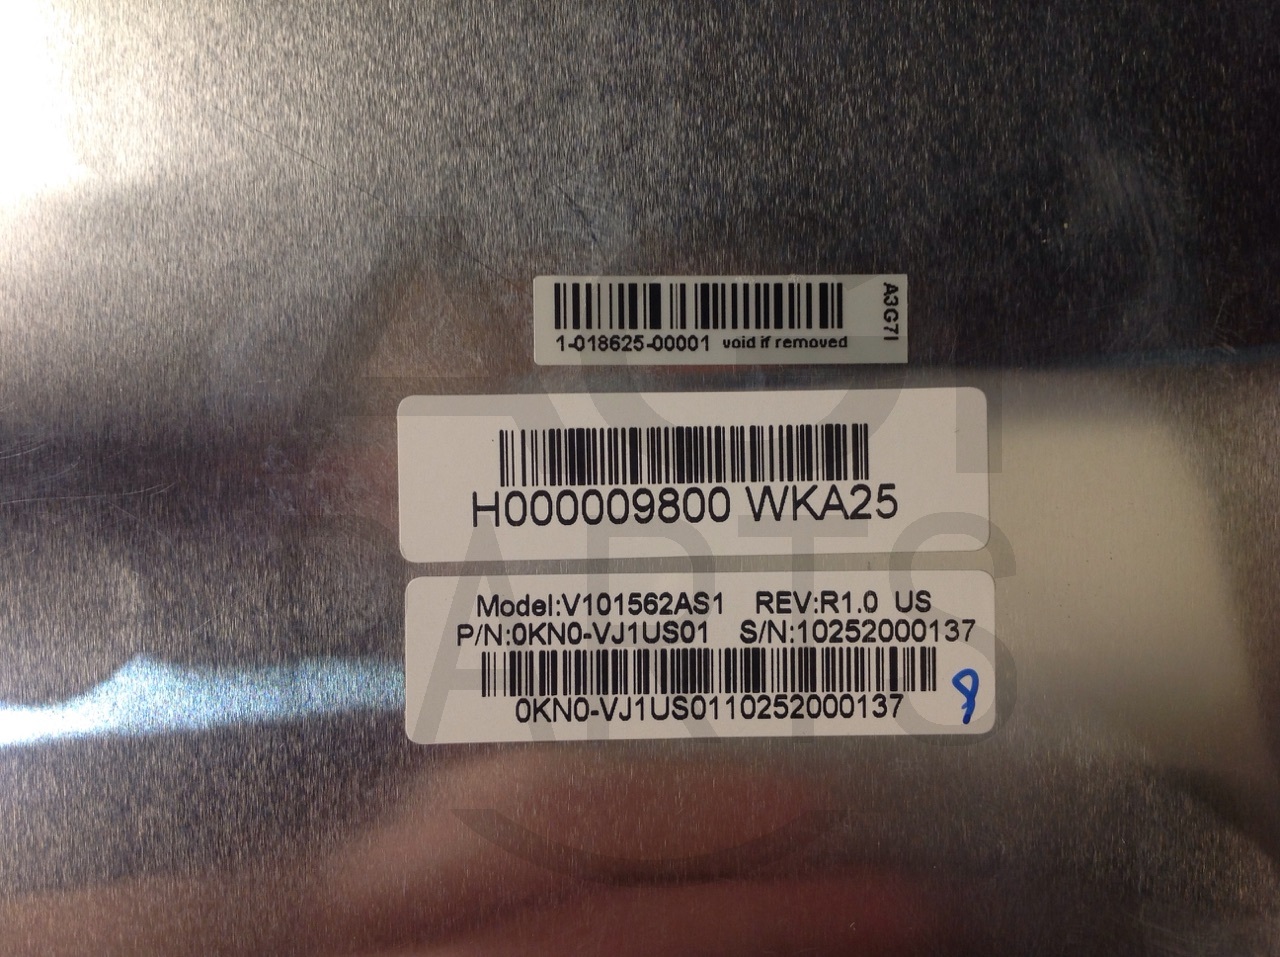 1-018625-00001 void if removed
A3G7I
H000009800 WKA25
Model:V101562AS1 REV:R1.0 US
P/N:0KN0-VJ1US01 S/N:10252000137
0KN0-VJ1US0110252000137
PARTS